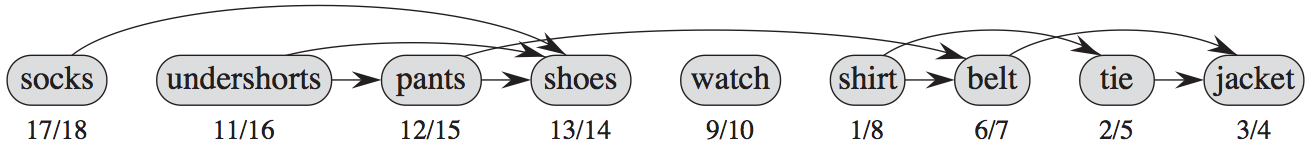 socks undershorts pants shoes watch shirt belt tie jacket
17/18 11/16 12/15 13/14 9/10 1/8 6/7 2/5 3/4